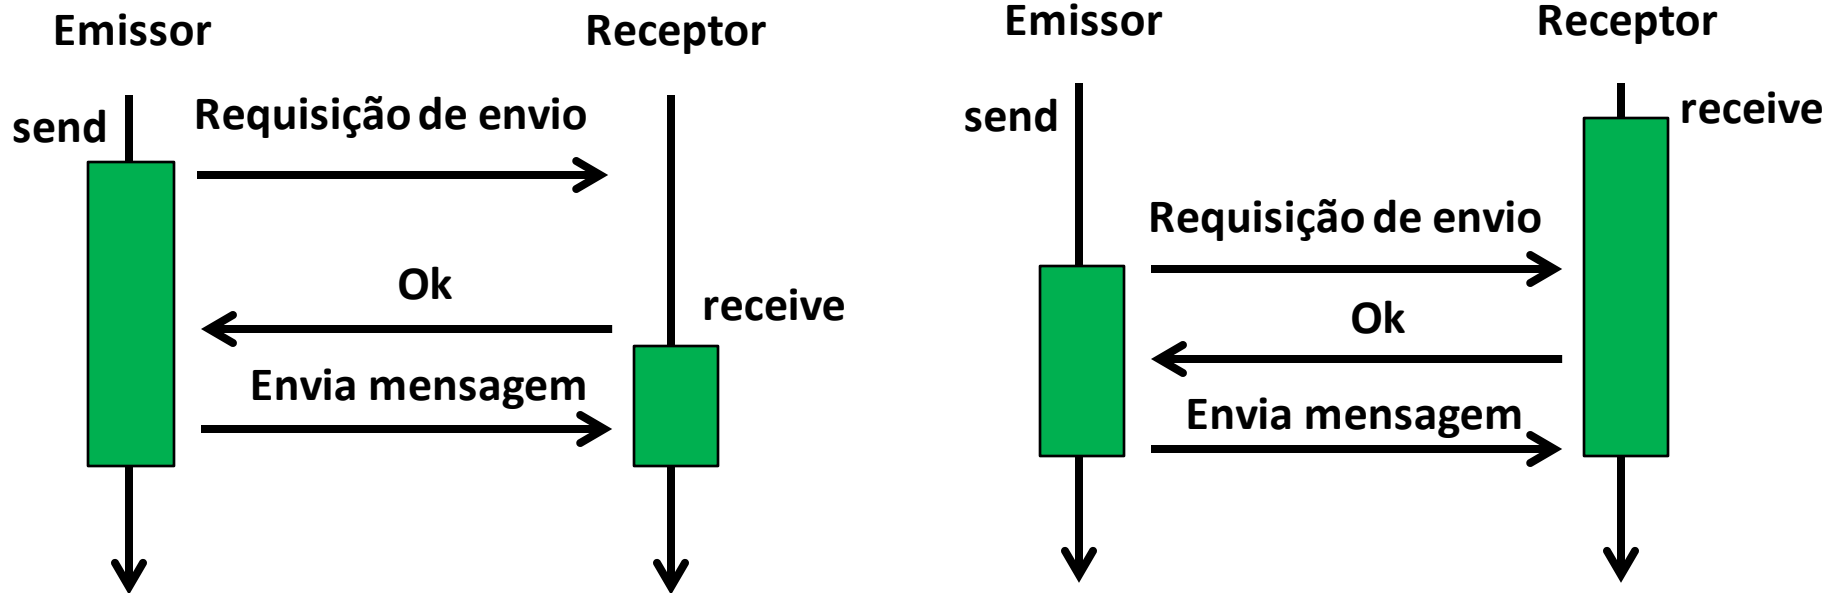 Emissor
Receptor
send
Requisição de envio
Ok
receive
Envia mensagem
Emissor
Receptor
send
receive
Requisição de envio
Ok
Envia mensagem